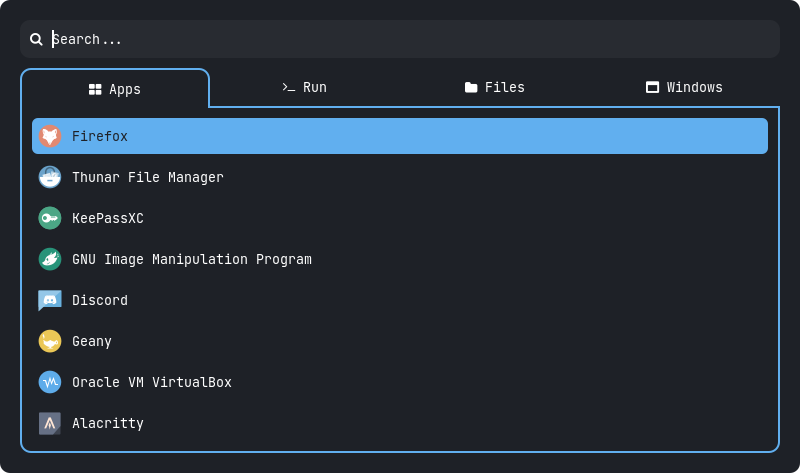 Search...
Apps Run Files Windows
Firefox
Thunar File Manager
KeePassXC
GNU Image Manipulation Program
Discord
Geany
Oracle VM VirtualBox
Alacritty